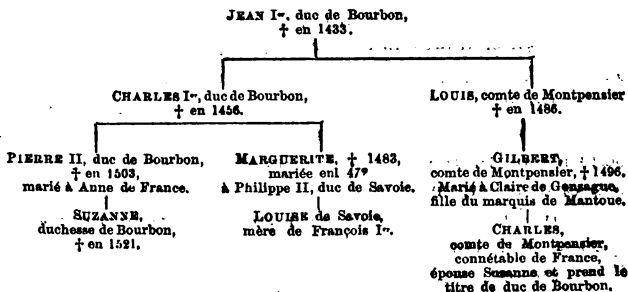 JEAN Ier, duc de Bourbon,
† en 1433.
CHARLES Ier, duc de Bourbon,
† en 1456.
LOUIS, comte de Montpensier
† en 1486.
PIERRE II, duc de Bourbon,
† en 1503,
marié à Anne de France.
MARGUERITE, † 1483,
mariée enl 479
à Philippe II, duc de Savoie.
GILBERT,
comte de Montpensier, † 1496.
Marié à Claire de Gonzague,
fille du marquis de Mantoue.
SUZANNE,
duchesse de Bourbon,
† en 1521.
LOUISE de Savoie,
mère de François Ier.
CHARLES,
comte de Montpensier,
connétable de France,
épouse Susanne et prend le
titre de duc de Bourbon.